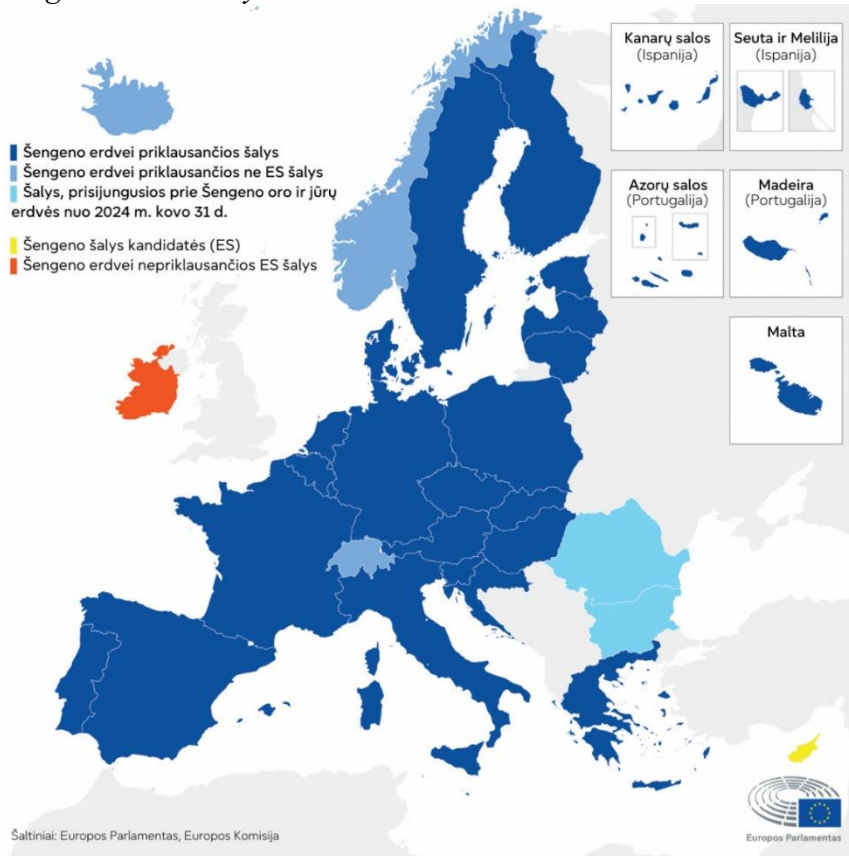 Kanarų salos
(Ispanija)
Seuta ir Melilija
(Ispanija)
Šengeno erdvei priklausančios šalys
Šengeno erdvei priklausančios ne ES šalys
Šalys, prisijungusios prie Šengeno oro ir jūrų
erdvės nuo 2024 m. kovo 31 d.
Šengeno šalys kandidatės (ES)
Šengeno erdvei nepriklausančios ES šalys
Azorų salos
(Portugalija)
Madeira
(Portugalija)
Malta
Šaltiniai: Europos Parlamentas, Europos Komisija
Europos Parlamentas